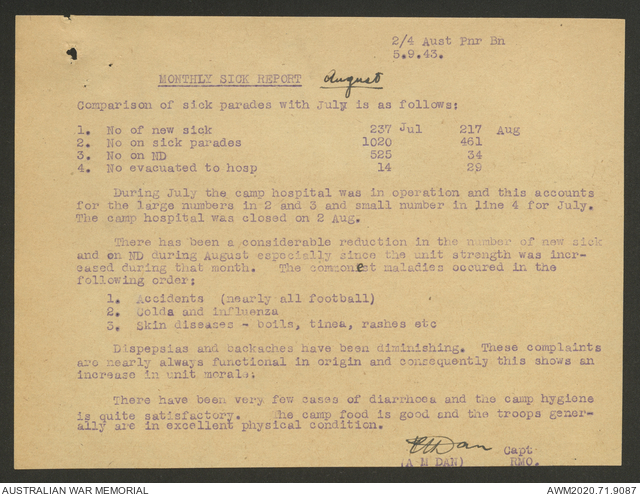 2/4 Aust Pnr Bn
5.9.43.
MONTHLY SICK REPORT August
Comparison of sick parades with July is as follows:
1. No of new sick 237 Jul 217 Aug
2. No on sick parades 1020 461
3. No on ND 525 34
4. No evacuated to hosp 14 29
During July the camp hospital was in operation and this accounts
for the large numbers in 2 and 3 and small number in line 4 for July.
The camp hospital was closed on 2 Aug.
There has been a considerable reduction in the number of new sick
and on ND during August especially since the unit strength was incr-
eased during that month. The commonest maladies occured in the
following order:
1. Accidents (nearly all football)
2. Colds and influenza
3. Skin diseases - boils, tinea, rashes etc
Dispepsias and backaches have been diminishing. These complaints
are nearly always functional in origin and consequently this shows an
increase in unit morale.
There have been very few cases of diarrhoea and the camp hygiene
is quite satisfactory. The camp food is good and the troops gener-
ally are in excellent physical condition.
Dan Capt
(A M DAN) RMO.
AUSTRALIAN WAR MEMORIAL AWM2020.71.9087